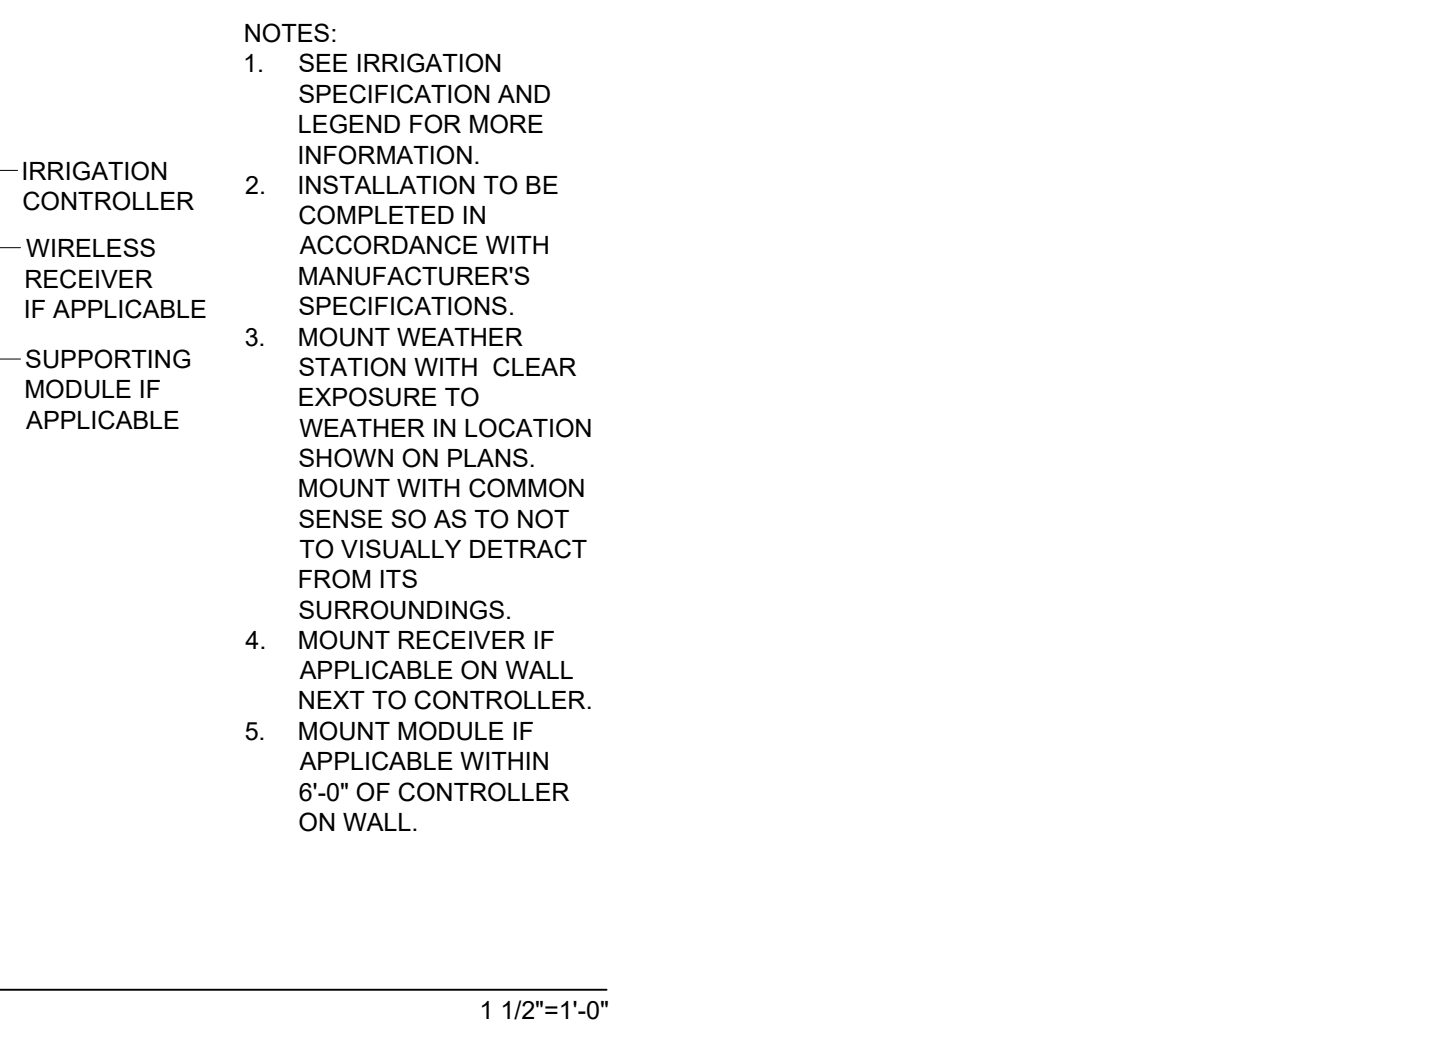 IRRIGATION
CONTROLLER
WIRELESS
RECEIVER
IF APPLICABLE
SUPPORTING
MODULE IF
APPLICABLE
NOTES:
1. SEE IRRIGATION
SPECIFICATION AND
LEGEND FOR MORE
INFORMATION.
2. INSTALLATION TO BE
COMPLETED IN
ACCORDANCE WITH
MANUFACTURER'S
SPECIFICATIONS.
3. MOUNT WEATHER
STATION WITH  CLEAR
EXPOSURE TO
WEATHER IN LOCATION
SHOWN ON PLANS.
MOUNT WITH COMMON
SENSE SO AS TO NOT
TO VISUALLY DETRACT
FROM ITS
SURROUNDINGS.
4. MOUNT RECEIVER IF
APPLICABLE ON WALL
NEXT TO CONTROLLER.
5. MOUNT MODULE IF
APPLICABLE WITHIN
6'-0" OF CONTROLLER
ON WALL.
1 1/2"=1'-0"